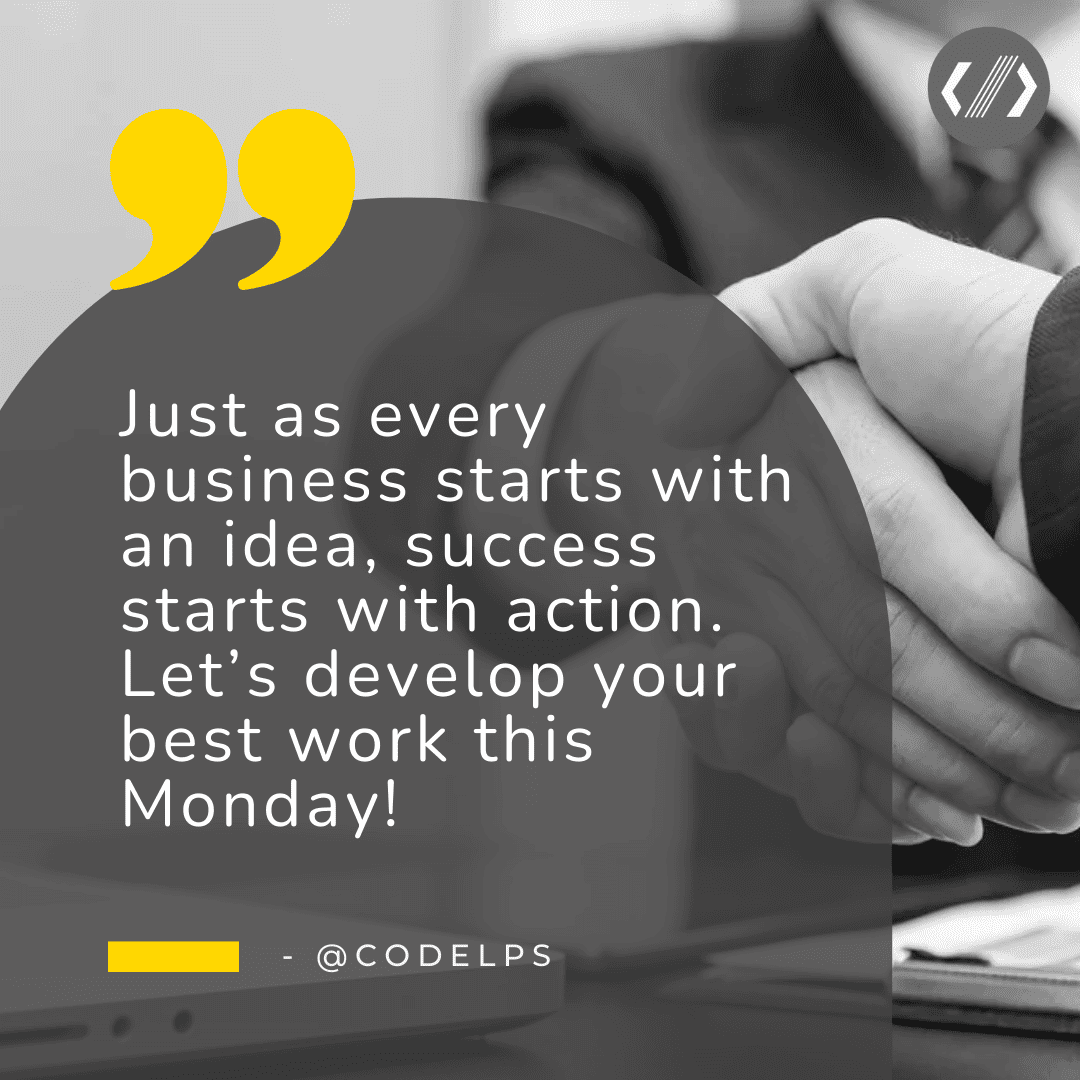 Just as every
business starts with
an idea, success
starts with action.
Let’s develop your
best work this
Monday!
- @CODELPS